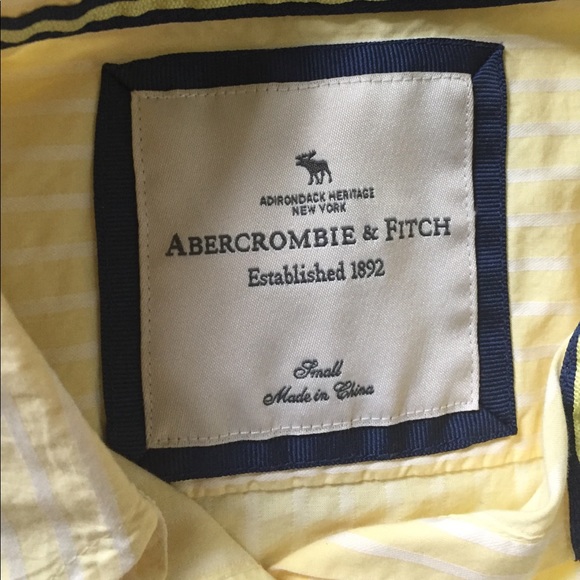 ADIRONDACK HERITAGE
NEW YORK
ABERCROMBIE & FITCH
Established 1892
Small
Made in China